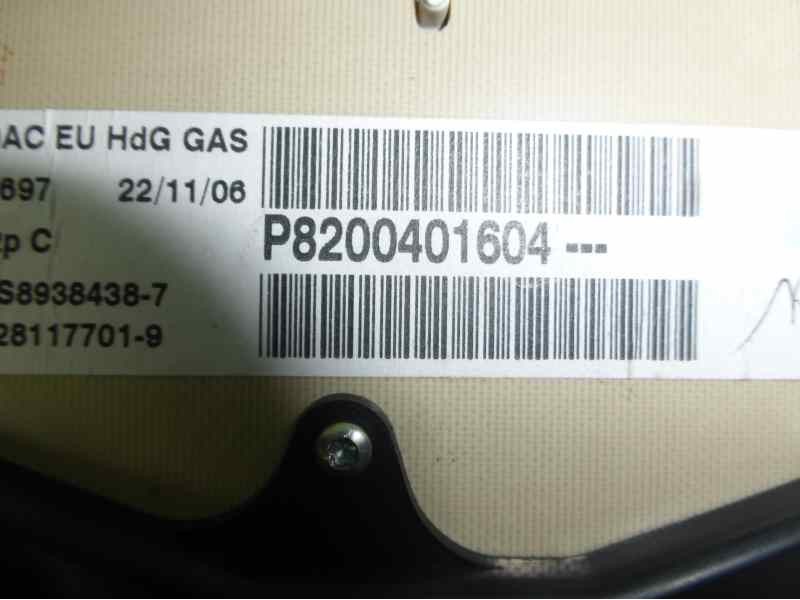 AC EU HdG GAS
697 22/11/06
P8200401604 ---
p C
S8938438-7
28117701-9